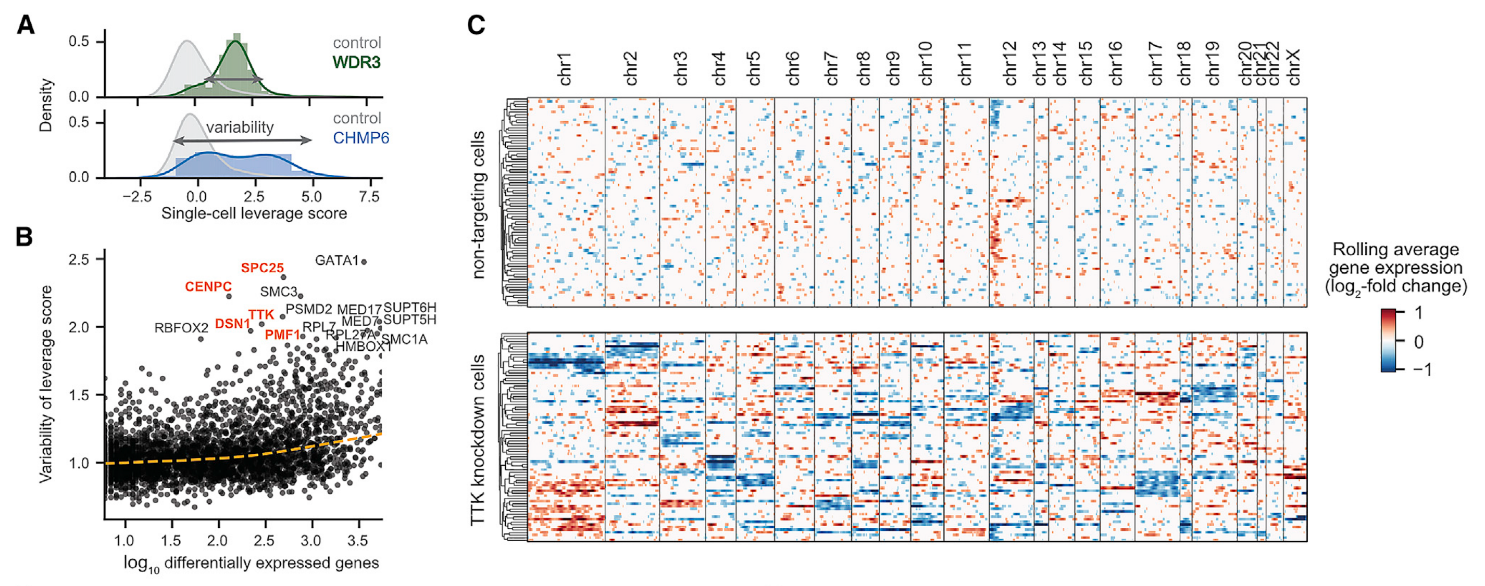 A
0.5
0.0
control
WDR3
Density
0.5
0.0
variability
control
CHMP6
−2.5
0.0
2.5
5.0
7.5
Single-cell leverage score
B
2.5
2.0
1.5
1.0
Variability of leverage score
GATA1
SPC25
CENPC
SMC3
TTK
PSMD2
MED17
SUPT6H
RBFOX2
DSN1
RPL7
MED7
SUPT5H
PMF1
RPL27A
SMC1A
HMBOX1
1.0
1.5
2.0
2.5
3.0
3.5
log10 differentially expressed genes
C
chr1
chr2
chr3
chr4
chr5
chr6
chr7
chr8
chr9
chr10
chr11
chr12
chr13
chr14
chr15
chr16
chr17
chr18
chr19
chr20
chr21
chr22
chrX
non-targeting cells
TTK knockdown cells
Rolling average
gene expression
(log2-fold change)
1
0
−1